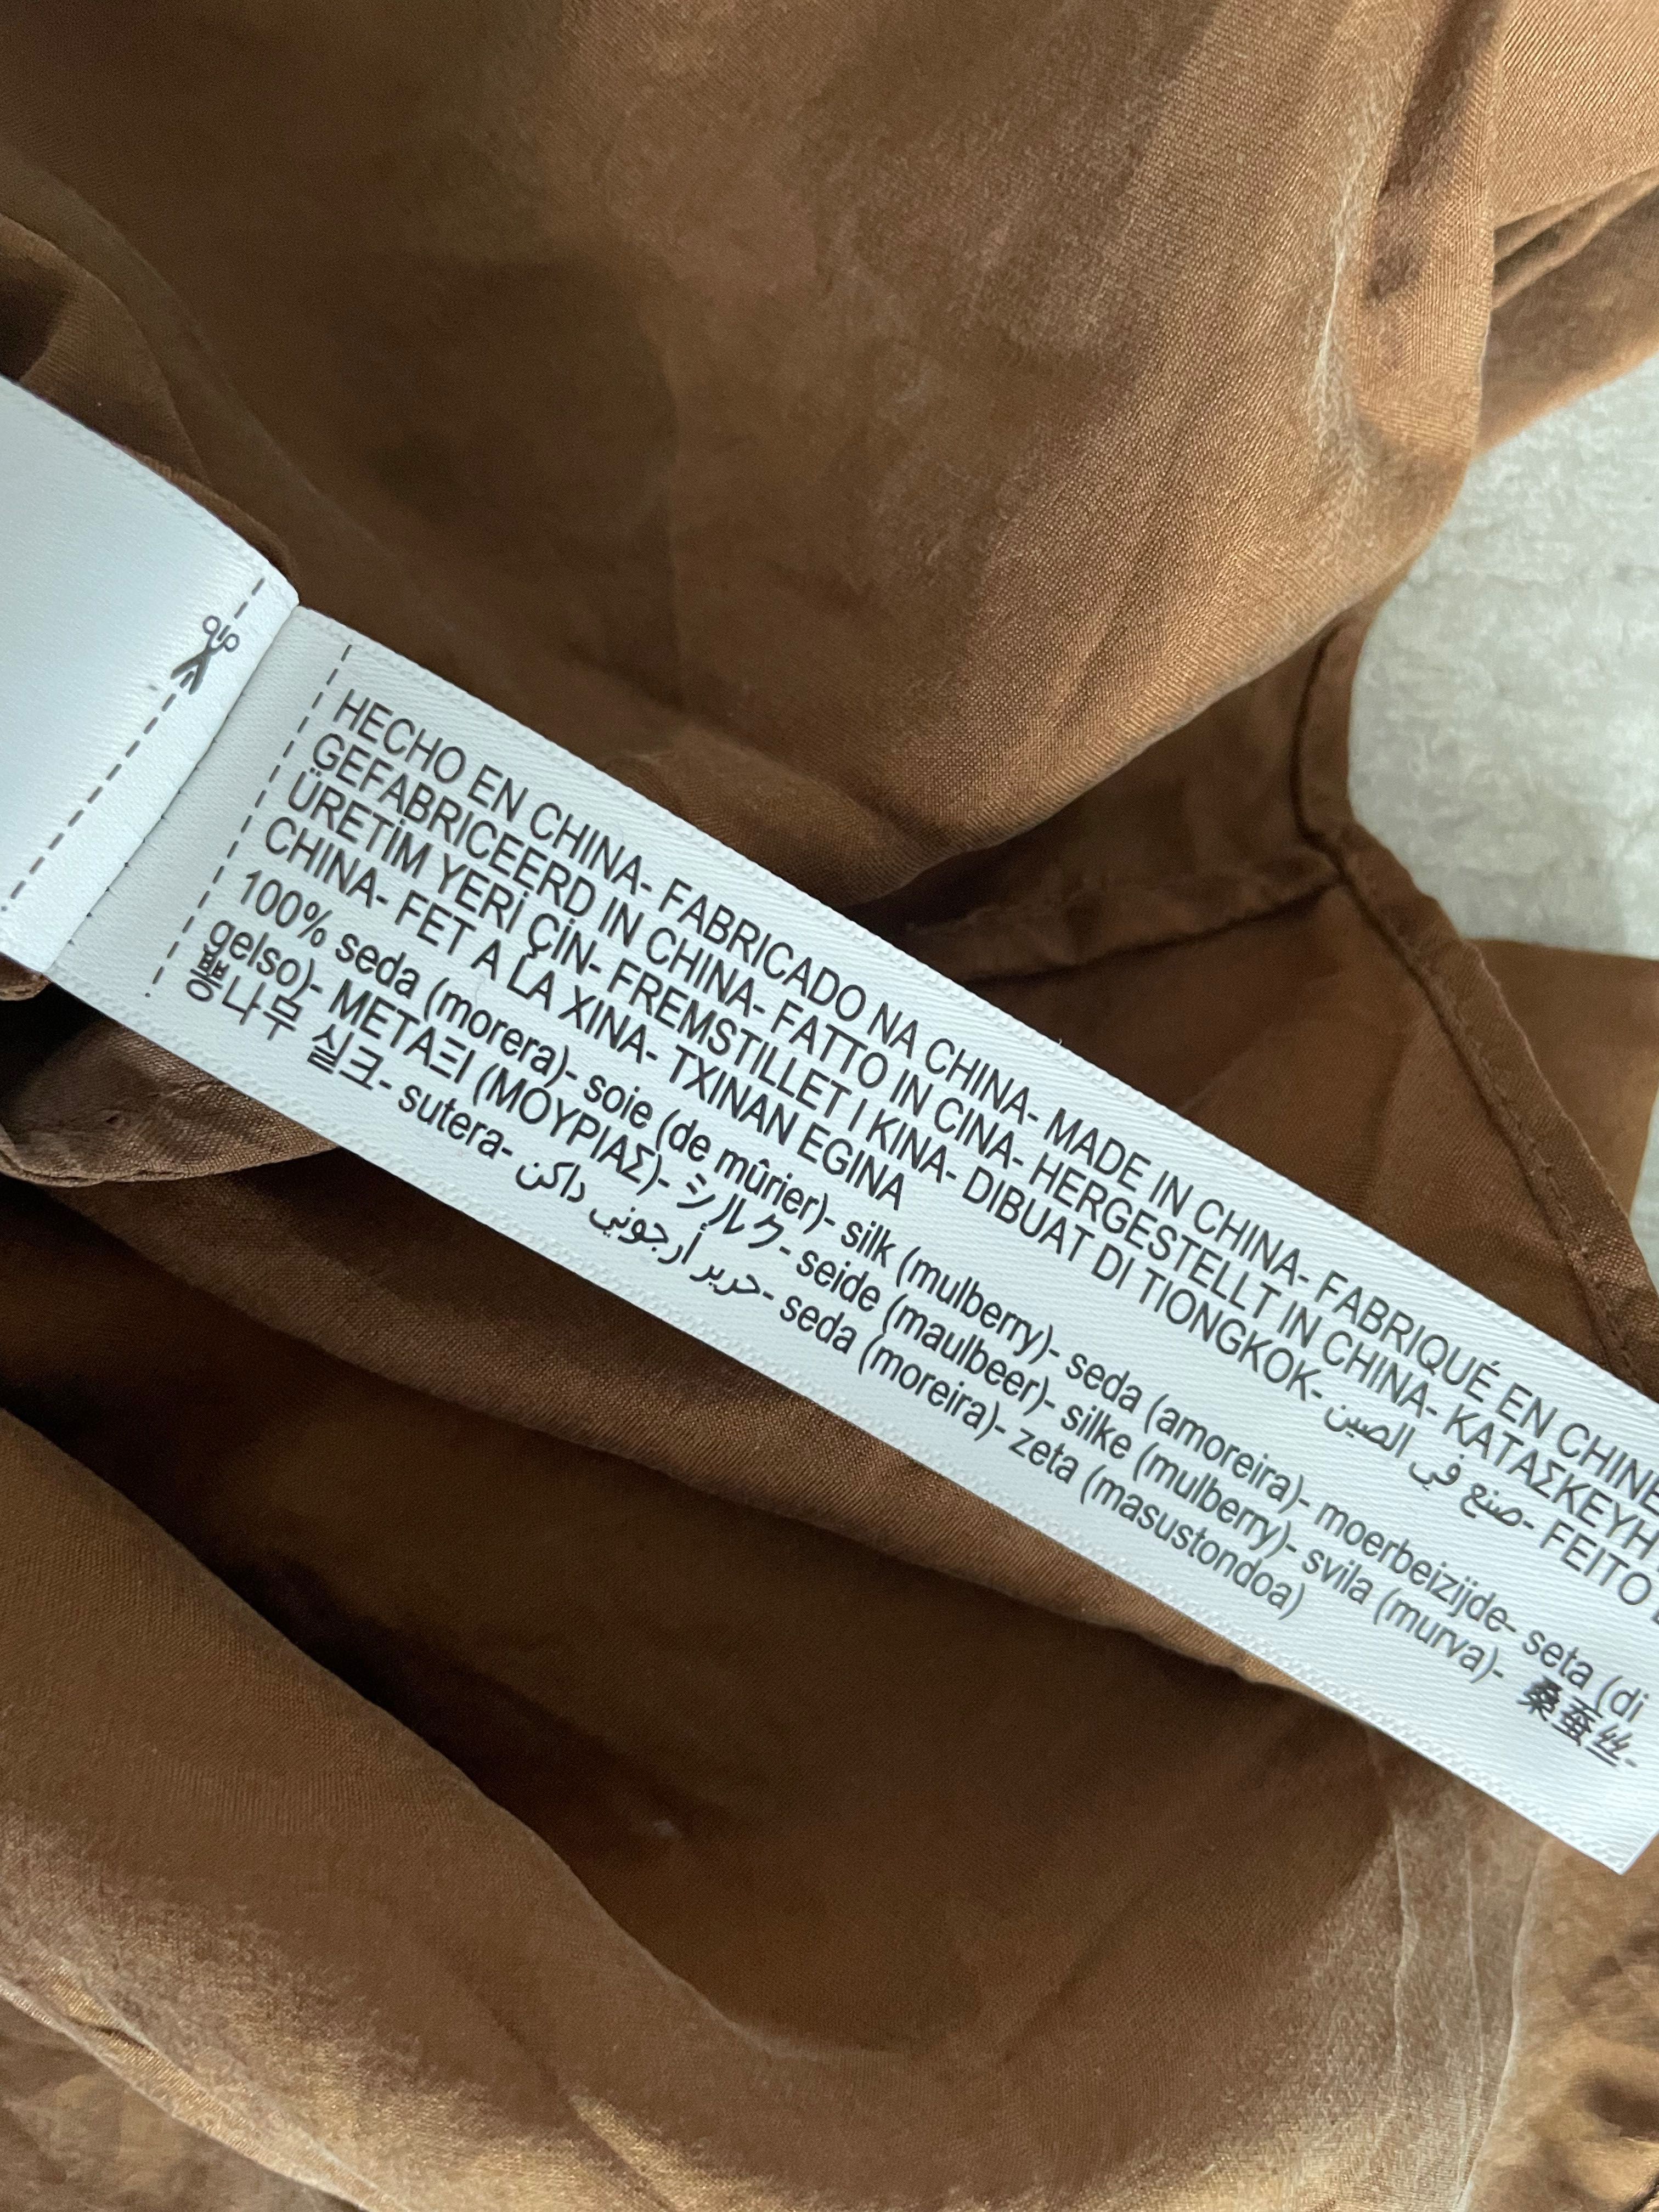 HECHO EN CHINA- FABRICADO NA CHINA- MADE IN CHINA- FABRIQUÉ EN CHINE
GEFABRICEERD IN CHINA- FATTO IN CINA- HERGESTELLT IN CHINA- ΚΑΤΑΣΚΕΥΗ
ÜRETİM YERİ ÇİN- FREMSTILLET I KINA- DIBUAT DI TIONGKOK- صنع في الصين- FEITO
CHINA- FET A LA XINA- TXINAN EGINA
100% seda (morera)- soie (de mûrier)- silk (mulberry)- seda (amoreira)- moerbeizijde- seta (di
gelso)- ΜΕΤΑΞΙ (ΜΟΥΡΙΑΣ)- シルク- seide (maulbeer)- silke (mulberry)- svila (murva)- 桑蚕丝-
뽕나무 실크- sutera- حرير أرجوني داكن- seda (moreira)- zeta (masustondoa)